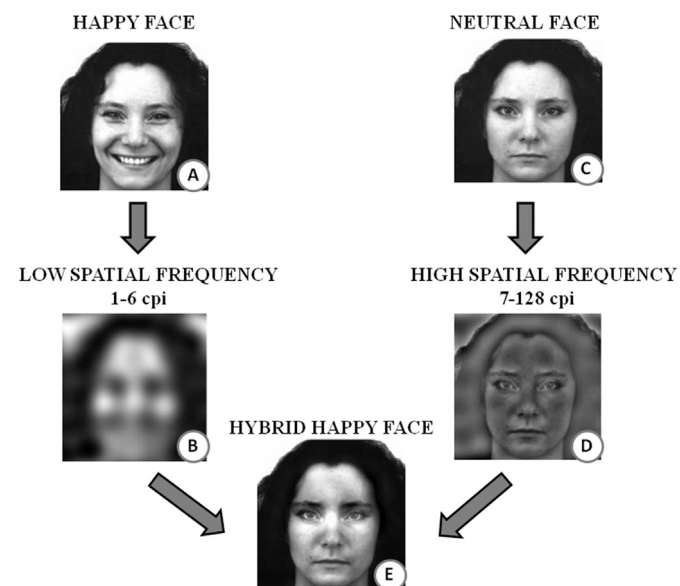 HAPPY FACE
NEUTRAL FACE
A
C
LOW SPATIAL FREQUENCY
1-6 cpi
HIGH SPATIAL FREQUENCY
7-128 cpi
B
D
HYBRID HAPPY FACE
E